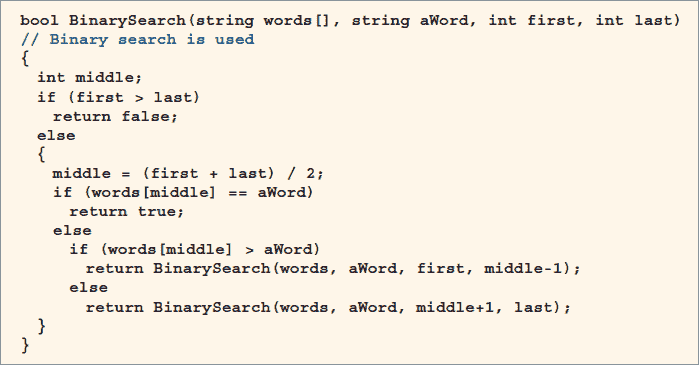 bool BinarySearch(string words[], string aWord, int first, int last)
// Binary search is used
{
  int middle;
  if (first > last)
    return false;
  else
  {
    middle = (first + last) / 2;
    if (words[middle] == aWord)
      return true;
    else
      if (words[middle] > aWord)
        return BinarySearch(words, aWord, first, middle-1);
      else
        return BinarySearch(words, aWord, middle+1, last);
  }
}